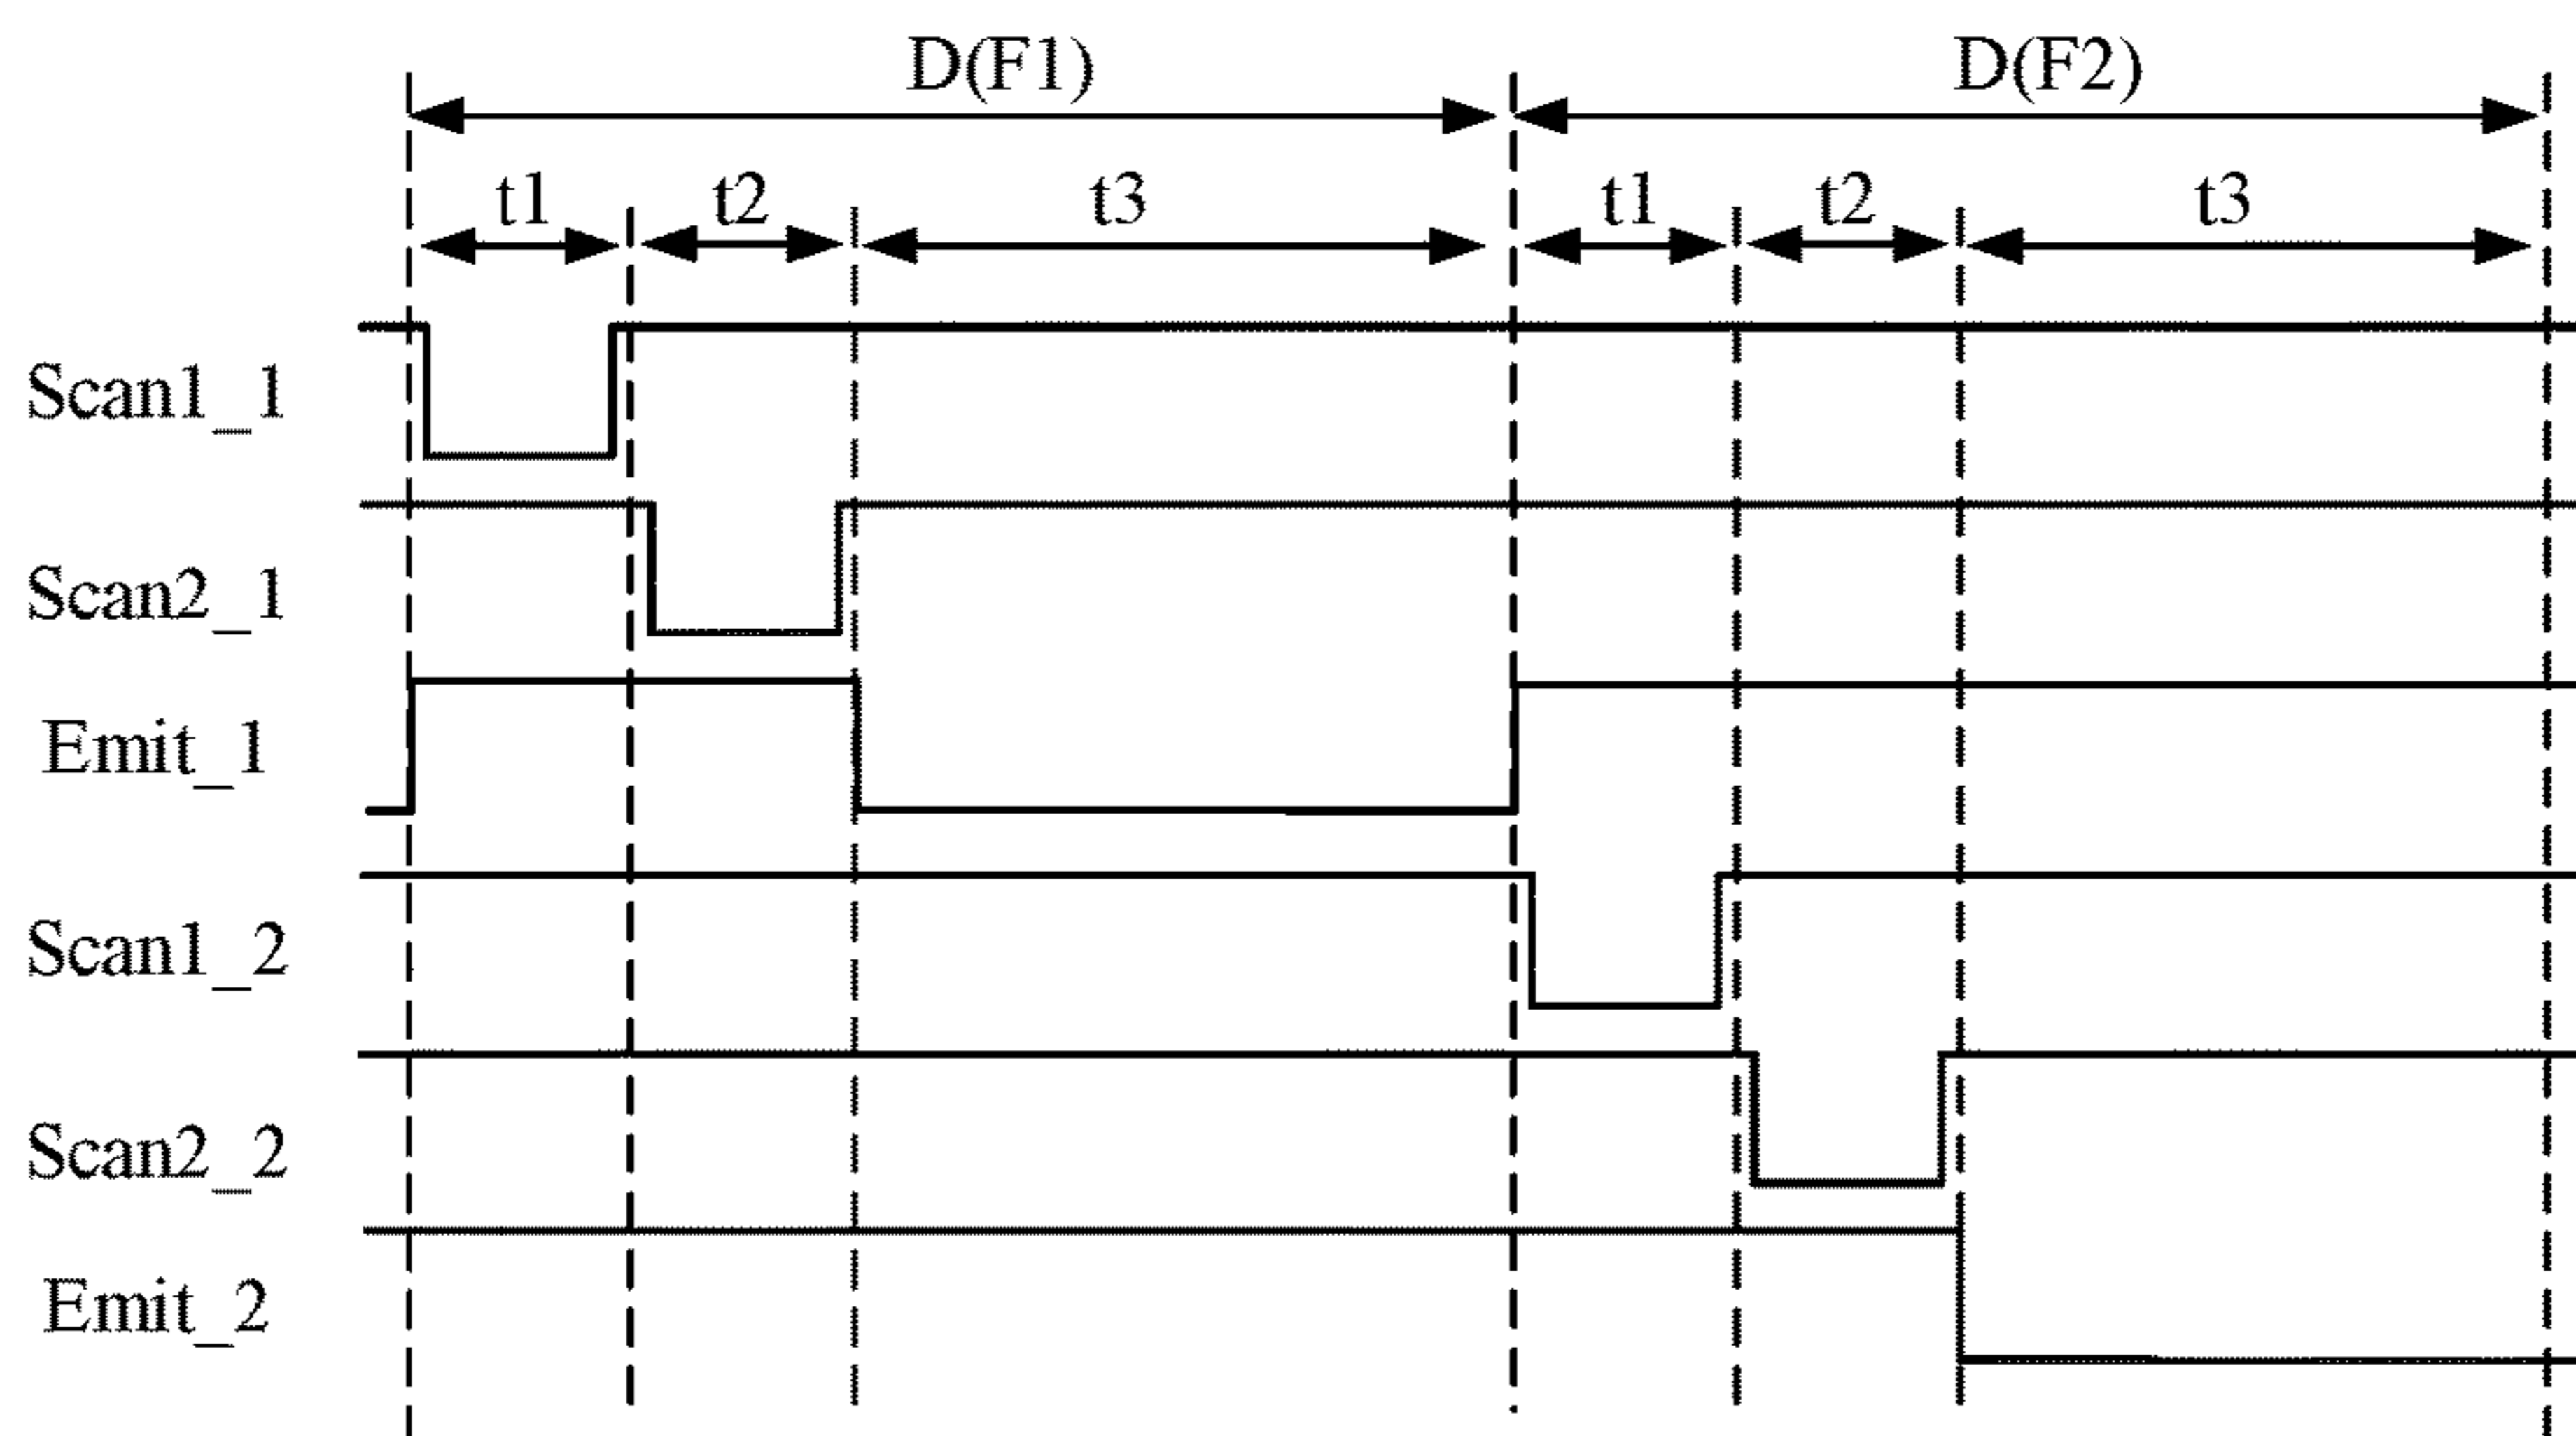 D(F1) D(F2)
t1 t2 t3 t1 t2 t3
Scan1_1
Scan2_1
Emit_1
Scan1_2
Scan2_2
Emit_2